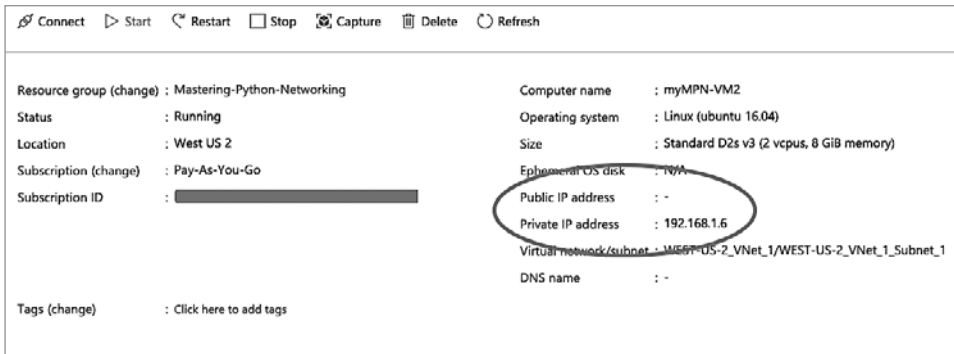 Connect Start Restart Stop Capture Delete Refresh
Resource group (change) : Mastering-Python-Networking
Status : Running
Location : West US 2
Subscription (change) : Pay-As-You-Go
Subscription ID :
Computer name : myMPN-VM2
Operating system : Linux (ubuntu 16.04)
Size : Standard D2s v3 (2 vcpus, 8 GiB memory)
Ephemeral OS disk : N/A
Public IP address : -
Private IP address : 192.168.1.6
Virtual network/subnet : WEST-US-2_VNet_1/WEST-US-2_VNet_1_Subnet_1
DNS name : -
Tags (change) : Click here to add tags